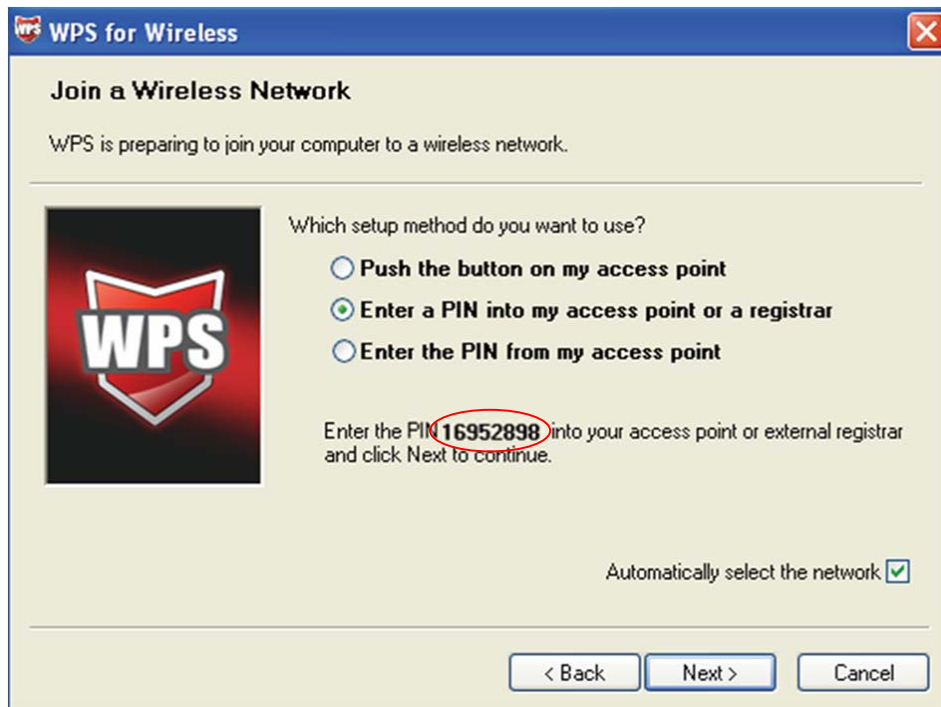 WPS for Wireless
Join a Wireless Network
WPS is preparing to join your computer to a wireless network.
Which setup method do you want to use?
Push the button on my access point
Enter a PIN into my access point or a registrar
Enter the PIN from my access point
WPS
Enter the PIN 16952898 into your access point or external registrar
and click Next to continue.
Automatically select the network
< Back
Next >
Cancel